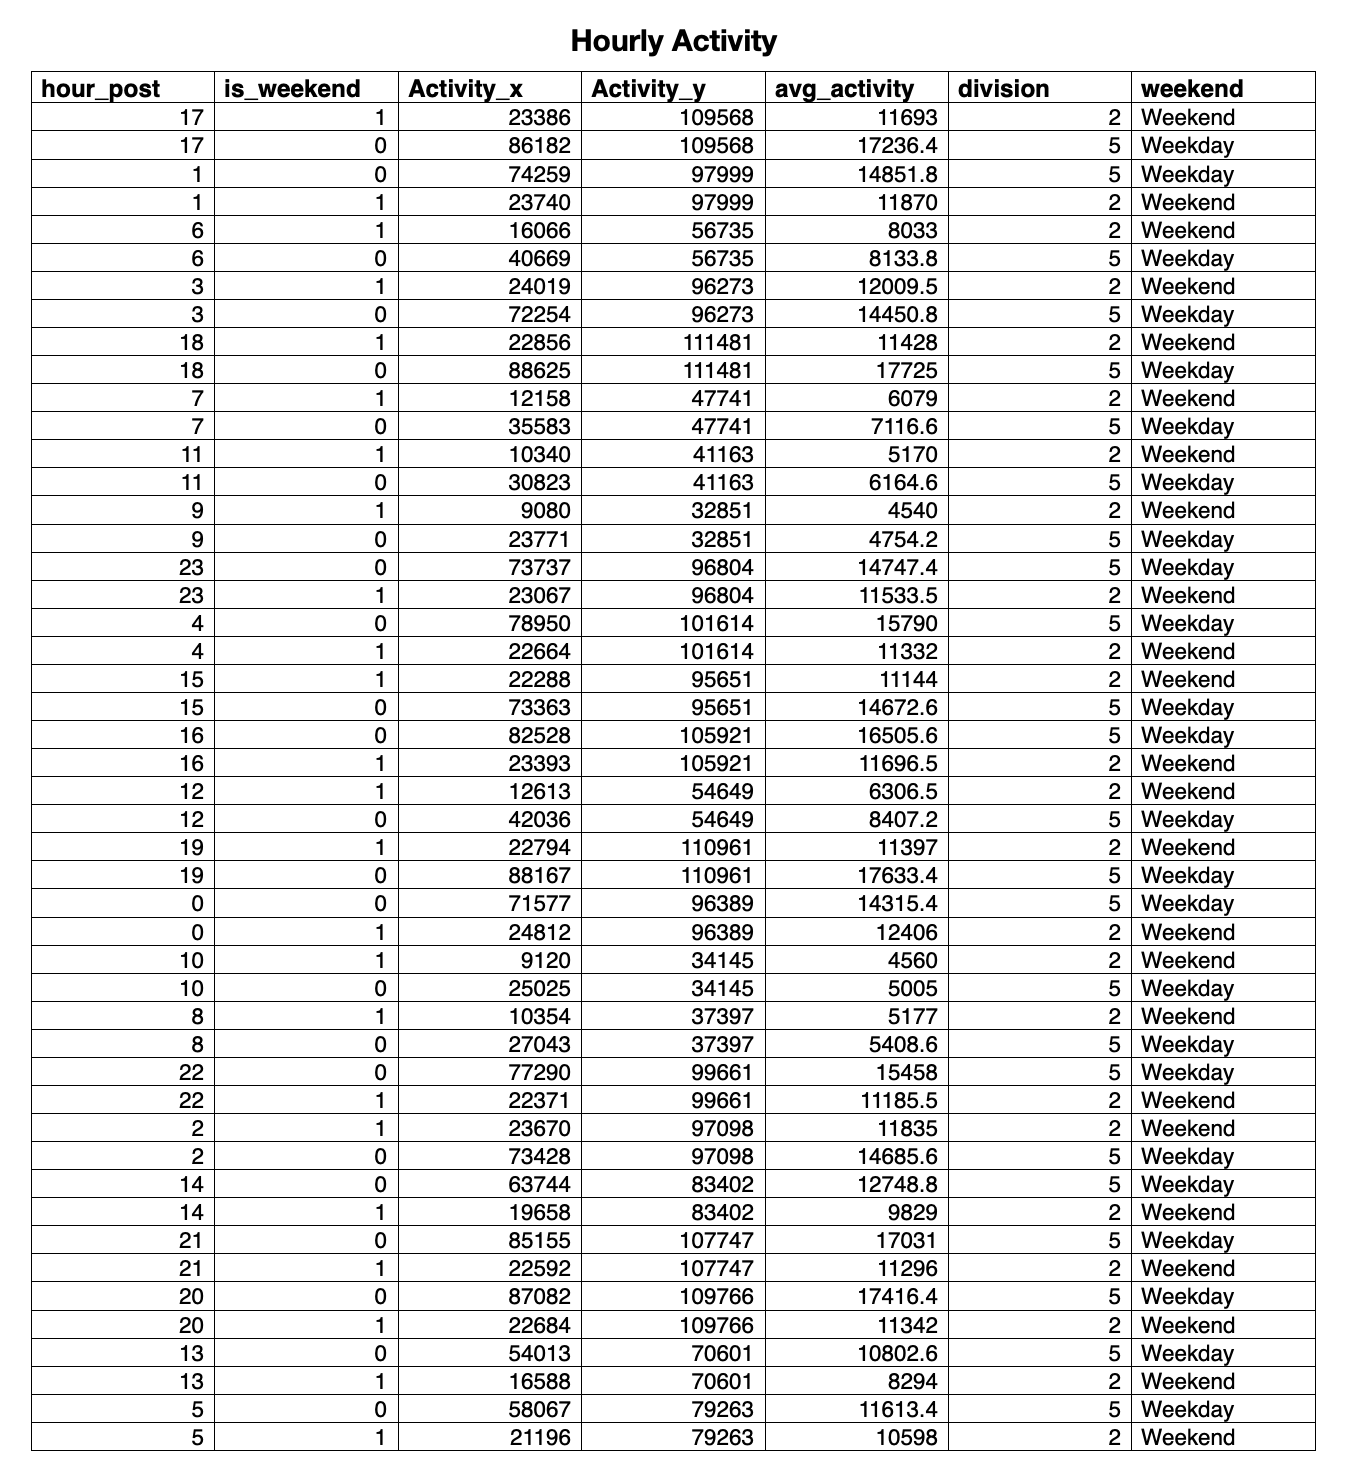 Hourly Activity
hour_post is_weekend Activity_x Activity_y avg_activity division weekend
17 1 23386 109568 11693 2 Weekend
17 0 86182 109568 17236.4 5 Weekday
1 0 74259 97999 14851.8 5 Weekday
1 1 23740 97999 11870 2 Weekend
6 1 16066 56735 8033 2 Weekend
6 0 40669 56735 8133.8 5 Weekday
3 1 24019 96273 12009.5 2 Weekend
3 0 72254 96273 14450.8 5 Weekday
18 1 22856 111481 11428 2 Weekend
18 0 88625 111481 17725 5 Weekday
7 1 12158 47741 6079 2 Weekend
7 0 35583 47741 7116.6 5 Weekday
11 1 10340 41163 5170 2 Weekend
11 0 30823 41163 6164.6 5 Weekday
9 1 9080 32851 4540 2 Weekend
9 0 23771 32851 4754.2 5 Weekday
23 0 73737 96804 14747.4 5 Weekday
23 1 23067 96804 11533.5 2 Weekend
4 0 78950 101614 15790 5 Weekday
4 1 22664 101614 11332 2 Weekend
15 1 22288 95651 11144 2 Weekend
15 0 73363 95651 14672.6 5 Weekday
16 0 82528 105921 16505.6 5 Weekday
16 1 23393 105921 11696.5 2 Weekend
12 1 12613 54649 6306.5 2 Weekend
12 0 42036 54649 8407.2 5 Weekday
19 1 22794 110961 11397 2 Weekend
19 0 88167 110961 17633.4 5 Weekday
0 0 71577 96389 14315.4 5 Weekday
0 1 24812 96389 12406 2 Weekend
10 1 9120 34145 4560 2 Weekend
10 0 25025 34145 5005 5 Weekday
8 1 10354 37397 5177 2 Weekend
8 0 27043 37397 5408.6 5 Weekday
22 0 77290 99661 15458 5 Weekday
22 1 22371 99661 11185.5 2 Weekend
2 1 23670 97098 11835 2 Weekend
2 0 73428 97098 14685.6 5 Weekday
14 0 63744 83402 12748.8 5 Weekday
14 1 19658 83402 9829 2 Weekend
21 0 85155 107747 17031 5 Weekday
21 1 22592 107747 11296 2 Weekend
20 0 87082 109766 17416.4 5 Weekday
20 1 22684 109766 11342 2 Weekend
13 0 54013 70601 10802.6 5 Weekday
13 1 16588 70601 8294 2 Weekend
5 0 58067 79263 11613.4 5 Weekday
5 1 21196 79263 10598 2 Weekend